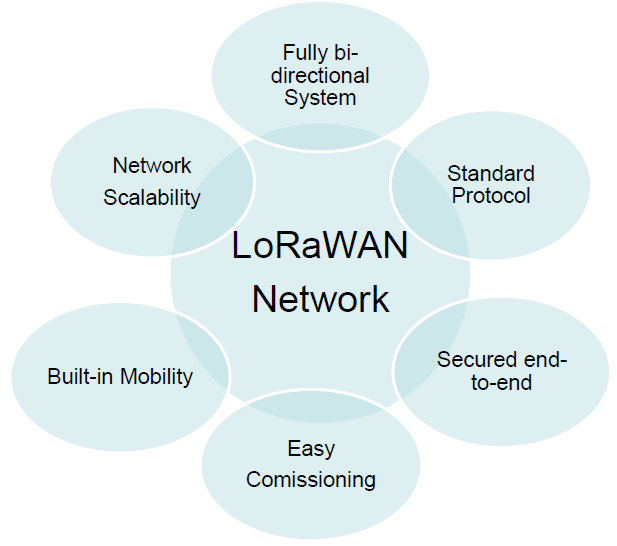 Fully bi-
directional
System
Network
Scalability
Standard
Protocol
LoRaWAN
Network
Built-in Mobility
Secured end-
to-end
Easy
Comissioning